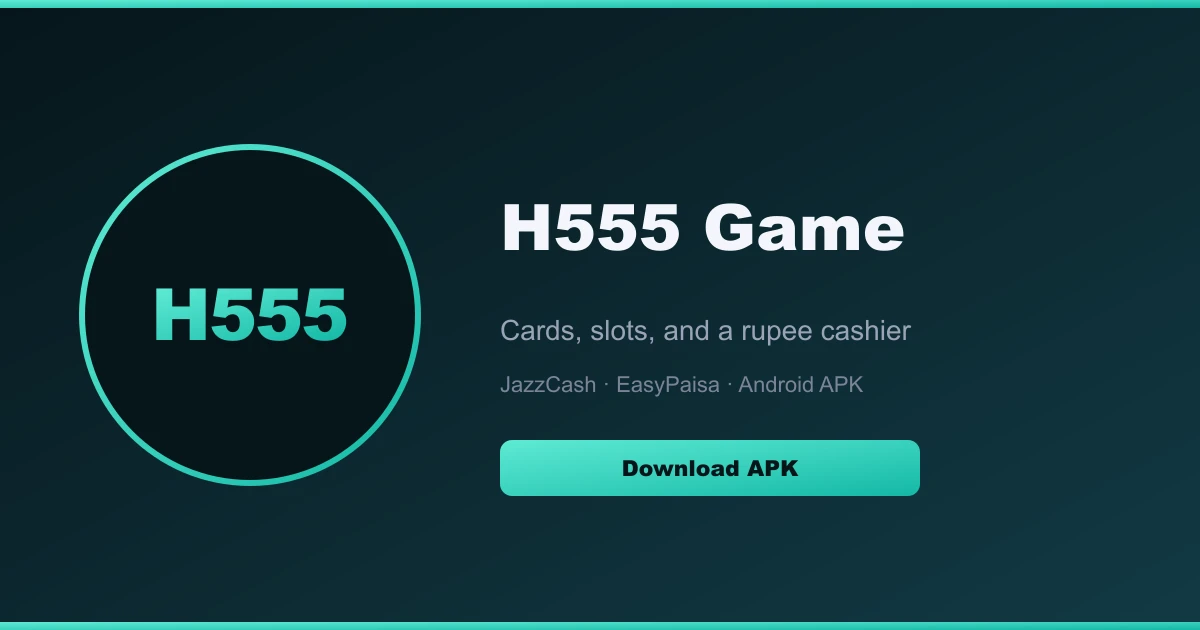 H555
H555 Game
Cards, slots, and a rupee cashier
JazzCash · EasyPaisa · Android APK
Download APK